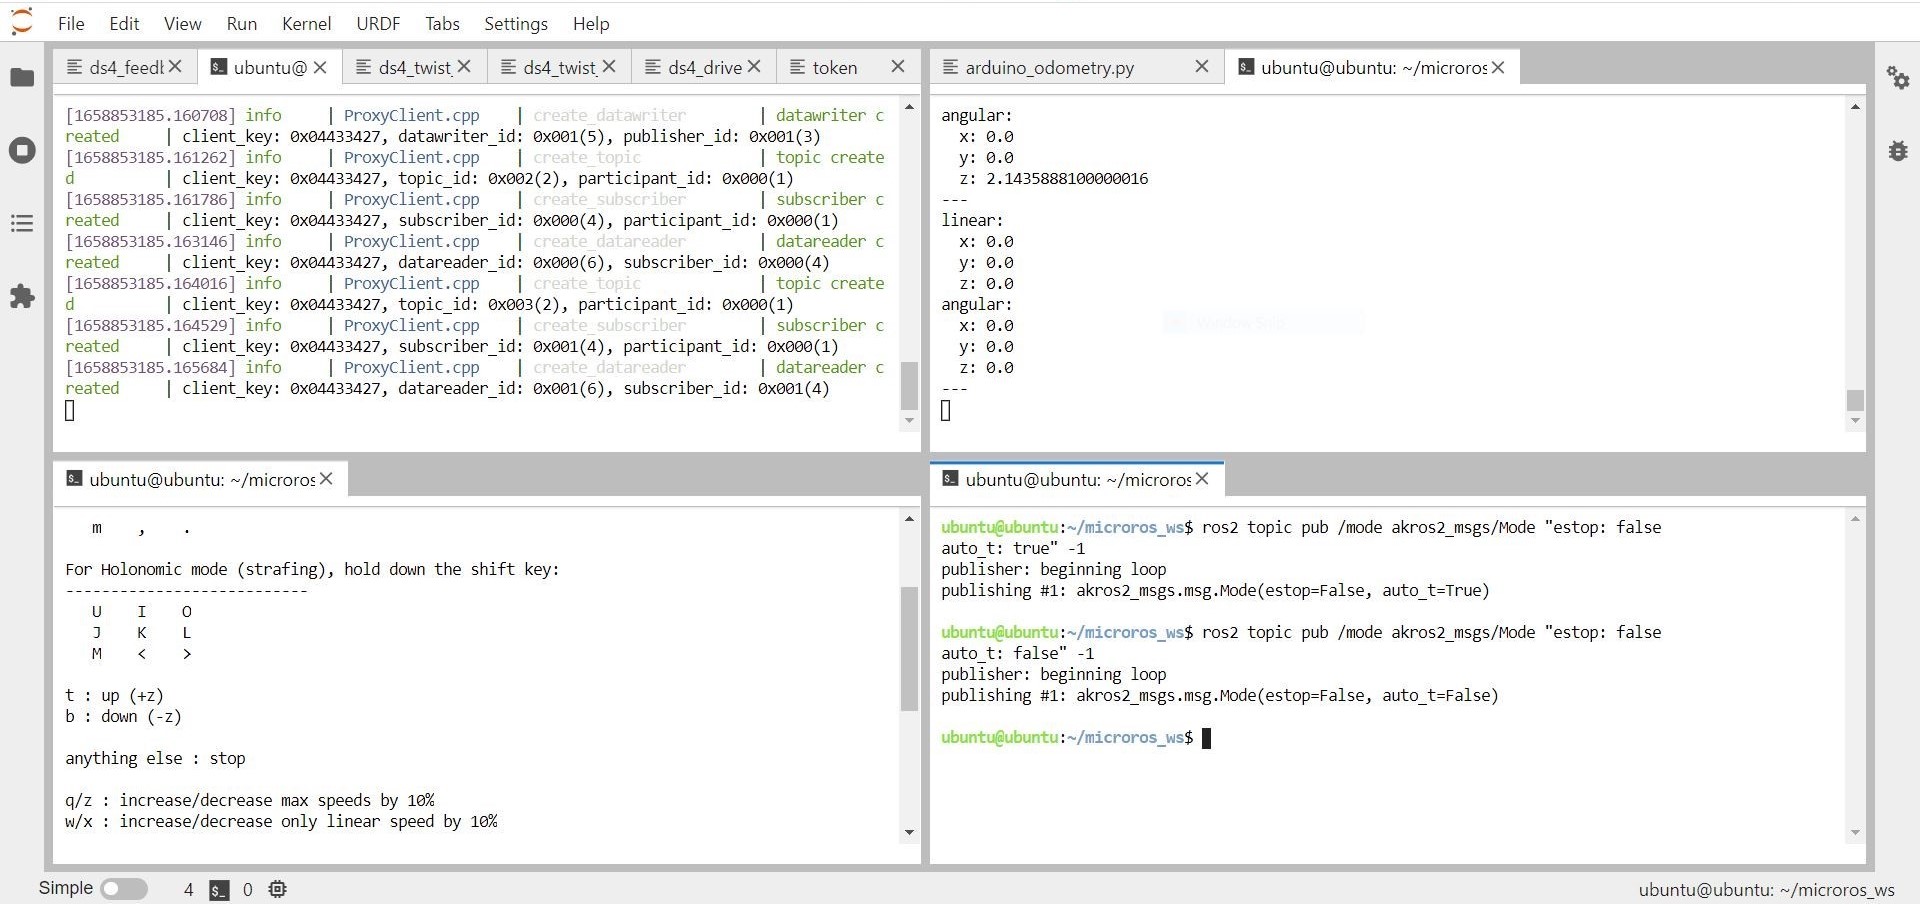 File Edit View Run Kernel URDF Tabs Settings Help
ds4_feedb
ubuntu@
ds4_twist_
ds4_twist_
ds4_drive
token
[1658853185.160708] info | ProxyClient.cpp | create_datawriter | datawriter c
reated | client_key: 0x04433427, datawriter_id: 0x001(5), publisher_id: 0x001(3)
[1658853185.161262] info | ProxyClient.cpp | create_topic | topic create
d | client_key: 0x04433427, topic_id: 0x002(2), participant_id: 0x000(1)
[1658853185.161786] info | ProxyClient.cpp | create_subscriber | subscriber c
reated | client_key: 0x04433427, subscriber_id: 0x000(4), participant_id: 0x000(1)
[1658853185.163146] info | ProxyClient.cpp | create_datareader | datareader c
reated | client_key: 0x04433427, datareader_id: 0x000(6), subscriber_id: 0x000(4)
[1658853185.164016] info | ProxyClient.cpp | create_topic | topic create
d | client_key: 0x04433427, topic_id: 0x003(2), participant_id: 0x000(1)
[1658853185.164529] info | ProxyClient.cpp | create_subscriber | subscriber c
reated | client_key: 0x04433427, subscriber_id: 0x001(4), participant_id: 0x000(1)
[1658853185.165684] info | ProxyClient.cpp | create_datareader | datareader c
reated | client_key: 0x04433427, datareader_id: 0x001(6), subscriber_id: 0x001(4)
arduino_odometry.py
ubuntu@ubuntu: ~/microros
angular:
x: 0.0
y: 0.0
z: 2.1435888100000016
---
linear:
x: 0.0
y: 0.0
z: 0.0
angular:
x: 0.0
y: 0.0
z: 0.0
---
ubuntu@ubuntu: ~/microros
m , .
For Holonomic mode (strafing), hold down the shift key:
---------------------------
U I O
J K L
M < >
t : up (+z)
b : down (-z)
anything else : stop
q/z : increase/decrease max speeds by 10%
w/x : increase/decrease only linear speed by 10%
ubuntu@ubuntu: ~/microros
ubuntu@ubuntu:~/microros_ws$ ros2 topic pub /mode akros2_msgs/Mode "estop: false
auto_t: true" -1
publisher: beginning loop
publishing #1: akros2_msgs.msg.Mode(estop=False, auto_t=True)
ubuntu@ubuntu:~/microros_ws$ ros2 topic pub /mode akros2_msgs/Mode "estop: false
auto_t: false" -1
publisher: beginning loop
publishing #1: akros2_msgs.msg.Mode(estop=False, auto_t=False)
ubuntu@ubuntu:~/microros_ws$
Simple 4 $_ 0
ubuntu@ubuntu: ~/microros_ws